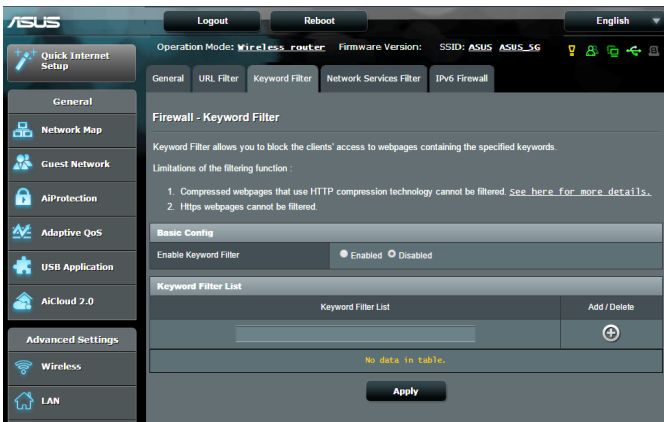 ASUS
Logout
Reboot
English
Quick Internet
Setup
General
Network Map
Guest Network
AiProtection
Adaptive QoS
USB Application
AiCloud 2.0
Advanced Settings
Wireless
LAN
Operation Mode: Wireless router Firmware Version: SSID: ASUS ASUS_5G
General URL Filter Keyword Filter Network Services Filter IPv6 Firewall
Firewall - Keyword Filter
Keyword Filter allows you to block the clients' access to webpages containing the specified keywords.
Limitations of the filtering function :
1. Compressed webpages that use HTTP compression technology cannot be filtered. See here for more details.
2. Https webpages cannot be filtered.
Basic Config
Enable Keyword Filter Enabled Disabled
Keyword Filter List
Keyword Filter List Add / Delete
No data in table.
Apply